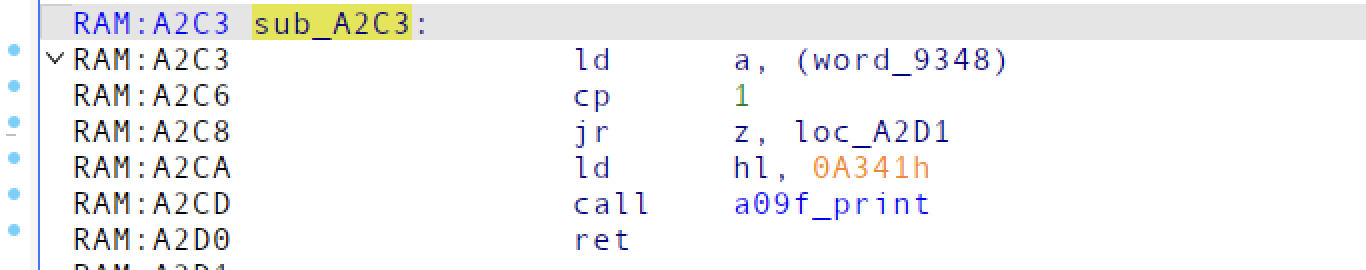 RAM:A2C3 sub_A2C3:
RAM:A2C3 ld a, (word_9348)
RAM:A2C6 cp 1
RAM:A2C8 jr z, loc_A2D1
RAM:A2CA ld hl, 0A341h
RAM:A2CD call a09f_print
RAM:A2D0 ret